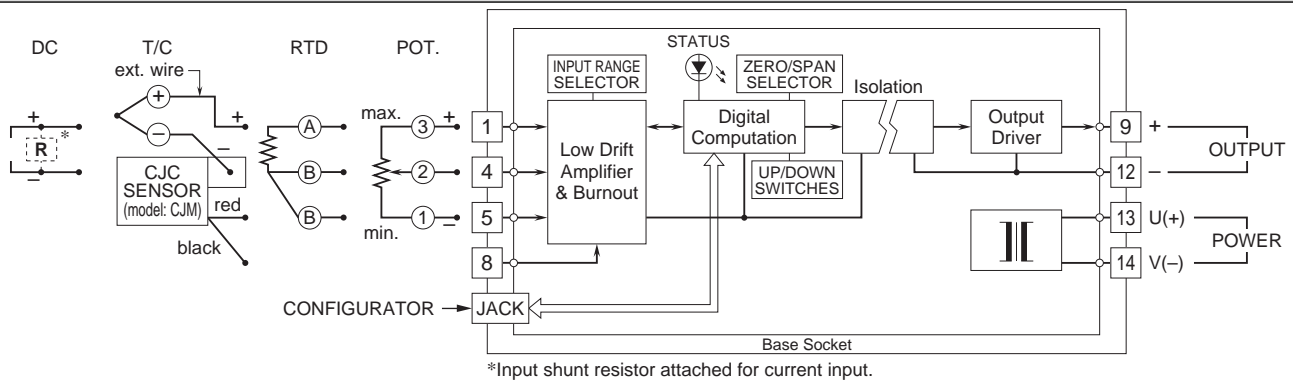 DC
T/C
RTD
POT.
ext. wire
+
R
*
–
+
–
+
–
CJC
SENSOR
(model: CJM)
red
black
A
B
B
max.
3
+
2
1
–
min.
1
4
5
8
CONFIGURATOR
JACK
INPUT RANGE
SELECTOR
Low Drift
Amplifier
& Burnout
STATUS
ZERO/SPAN
SELECTOR
Digital
Computation
UP/DOWN
SWITCHES
Isolation
Output
Driver
9
+
OUTPUT
12
–
13
U(+)
POWER
14
V(–)
Base Socket
*Input shunt resistor attached for current input.